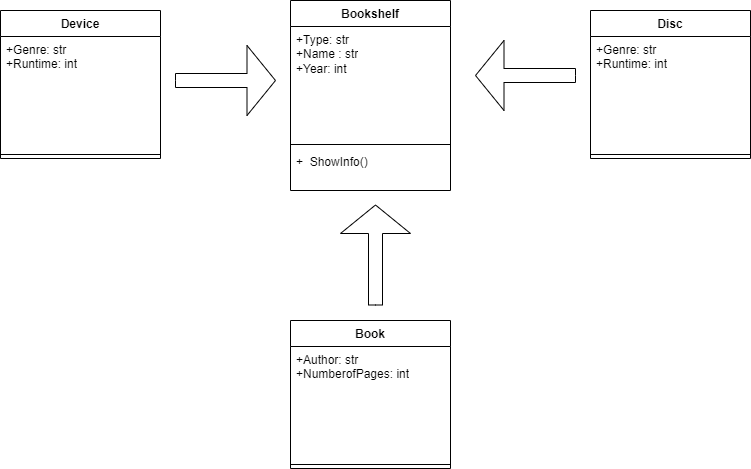 Device
+Genre: str
+Runtime: int
Bookshelf
+Type: str
+Name : str
+Year: int
+ ShowInfo()
Disc
+Genre: str
+Runtime: int
Book
+Author: str
+NumberofPages: int